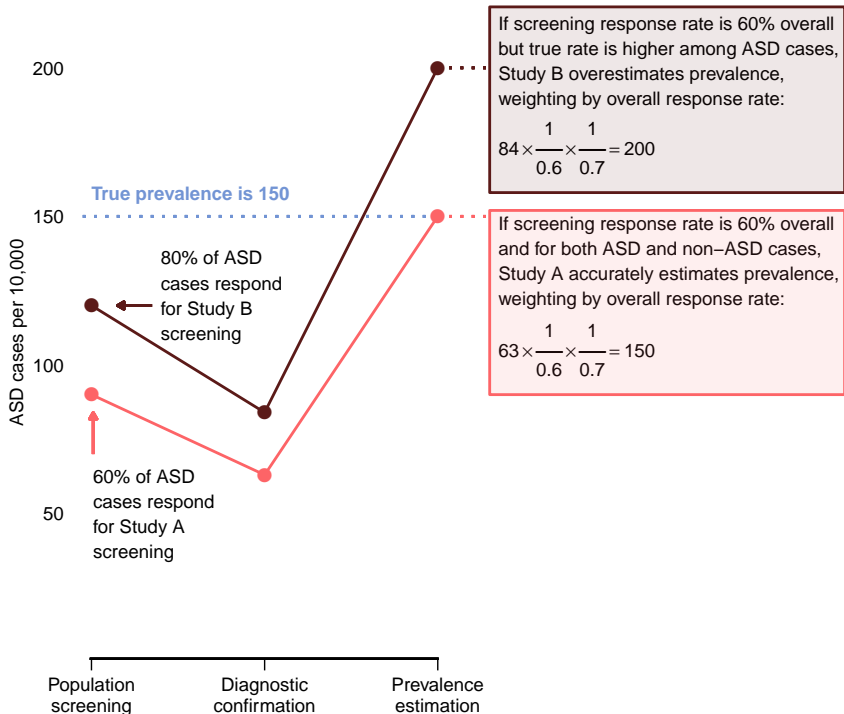 ASD cases per 10,000
200
150
100
50
True prevalence is 150
80% of ASD
cases respond
for Study B
screening
60% of ASD
cases respond
for Study A
screening
Population
screening
Diagnostic
confirmation
Prevalence
estimation
If screening response rate is 60% overall
but true rate is higher among ASD cases,
Study B overestimates prevalence,
weighting by overall response rate:
84 × 1/0.6 × 1/0.7 = 200
If screening response rate is 60% overall
and for both ASD and non−ASD cases,
Study A accurately estimates prevalence,
weighting by overall response rate:
63 × 1/0.6 × 1/0.7 = 150